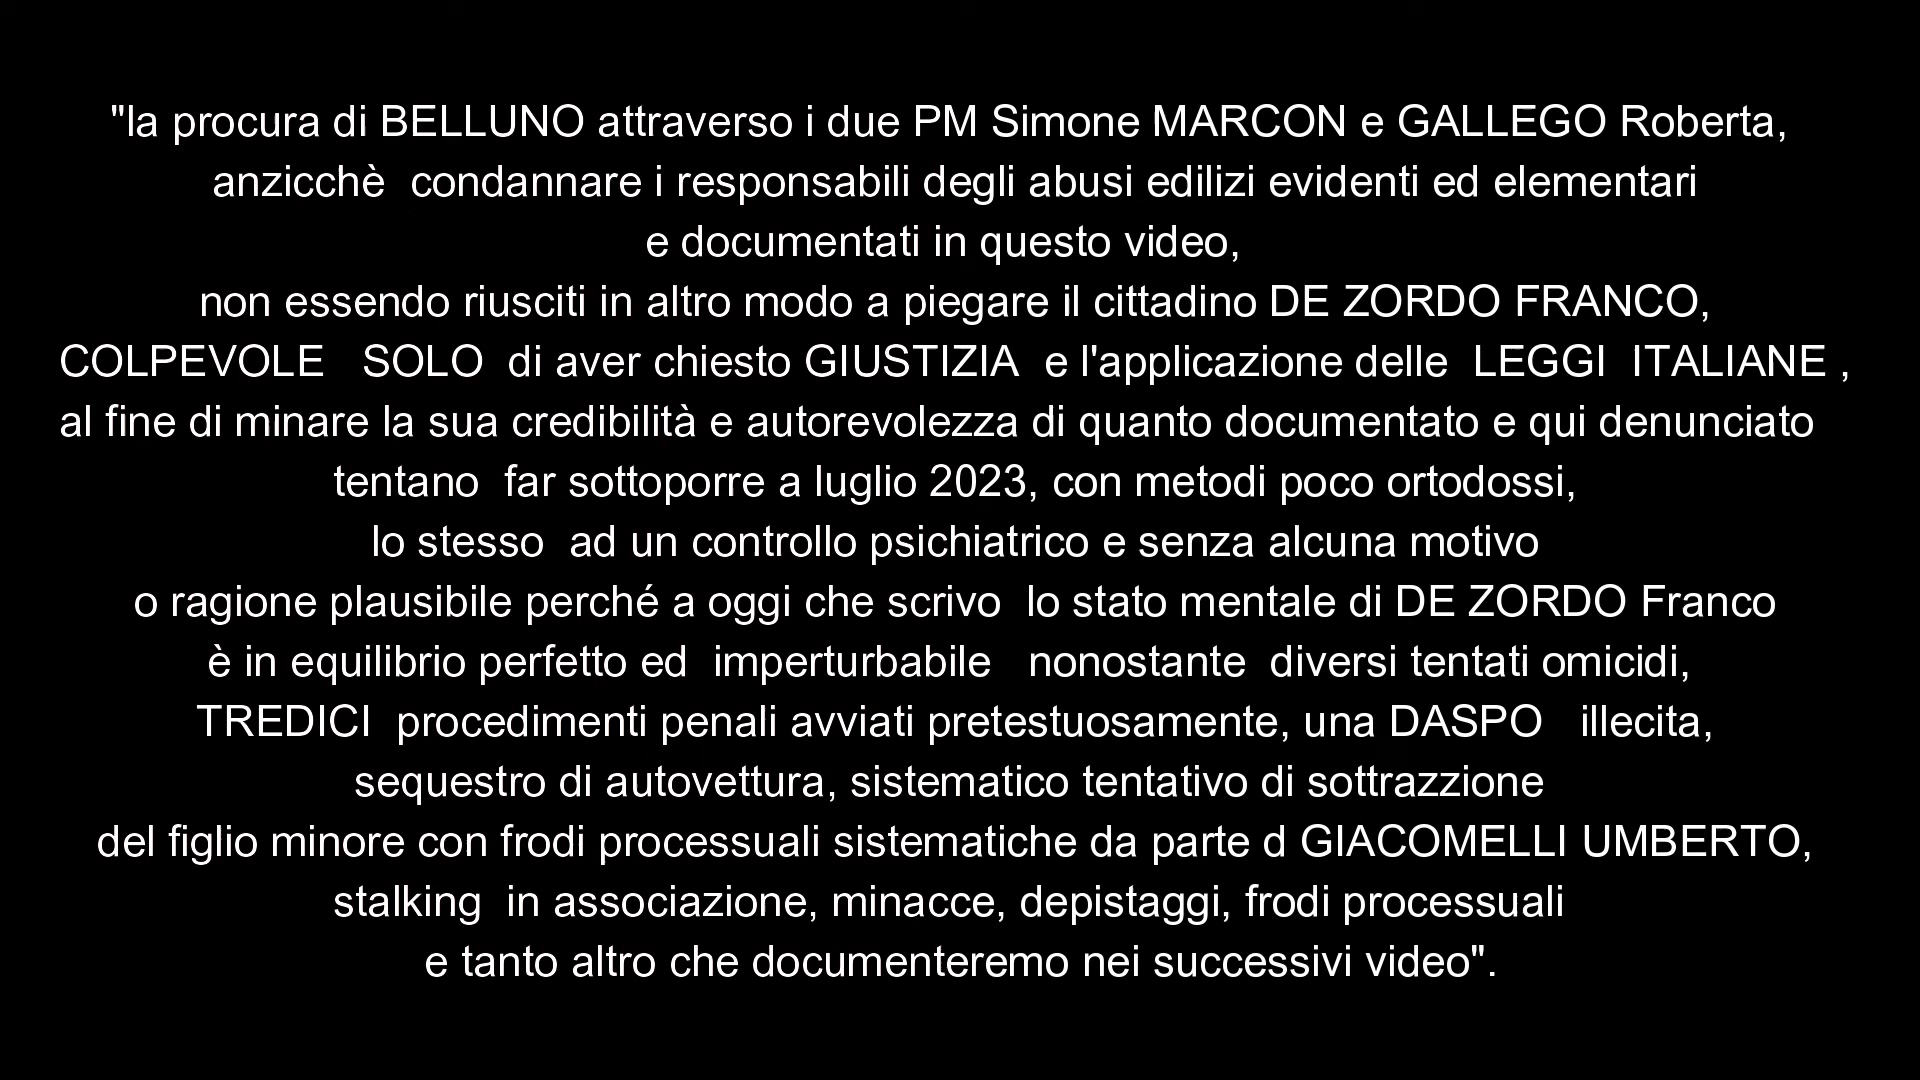 "la procura di BELLUNO attraverso i due PM Simone MARCON e GALLEGO Roberta,
anzicchè  condannare i responsabili degli abusi edilizi evidenti ed elementari
e documentati in questo video,
non essendo riusciti in altro modo a piegare il cittadino DE ZORDO FRANCO,
COLPEVOLE   SOLO  di aver chiesto GIUSTIZIA  e l'applicazione delle  LEGGI  ITALIANE ,
al fine di minare la sua credibilità e autorevolezza di quanto documentato e qui denunciato
tentano  far sottoporre a luglio 2023, con metodi poco ortodossi,
lo stesso  ad un controllo psichiatrico e senza alcuna motivo
o ragione plausibile perché a oggi che scrivo  lo stato mentale di DE ZORDO Franco
è in equilibrio perfetto ed  imperturbabile   nonostante  diversi tentati omicidi,
TREDICI  procedimenti penali avviati pretestuosamente, una DASPO   illecita,
sequestro di autovettura, sistematico tentativo di sottrazzione
del figlio minore con frodi processuali sistematiche da parte d GIACOMELLI UMBERTO,
stalking  in associazione, minacce, depistaggi, frodi processuali
e tanto altro che documenteremo nei successivi video".